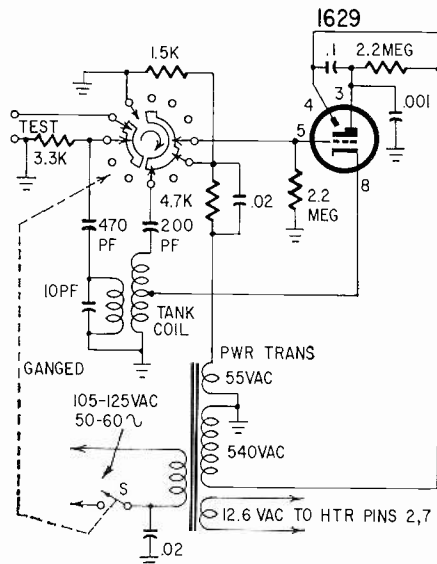 1629
1.5K
.1
2.2MEG
3
4
.001
TEST
5
3.3K
8
4.7K
.02
2.2
MEG
470
PF
200
PF
10PF
TANK
COIL
GANGED
PWR TRANS
55VAC
105-125VAC
50-60∿
540VAC
S
12.6 VAC TO HTR PINS 2,7
.02